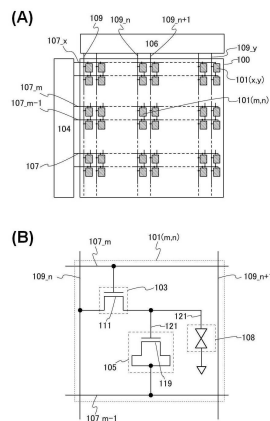 (A)
109 109_n 109_n+1
107_x 106 109_y
100
101(x,y)
107_m 101(m,n)
107_m-1
104
107
(B)
107_m 101(m,n)
109_n 109_n+1
103
111 121
121 108
105
119
107_m-1